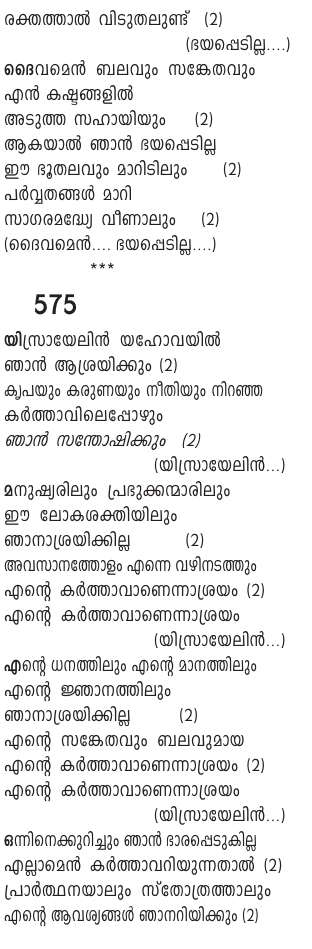 രക്തത്താൽ വിടുതലുണ്ട് (2)
(ഭയപ്പെടില്ല....)
ദൈവമെൻ ബലവും സങ്കേതവും
എൻ കഷ്ടങ്ങളിൽ
അടുത്ത സഹായിയും (2)
ആകയാൽ ഞാൻ ഭയപ്പെടില്ല
ഈ ഭൂതലവും മാറിടിലും (2)
പർവ്വതങ്ങൾ മാറി
സാഗരമദ്ധ്യേ വീണാലും (2)
(ദൈവമെൻ.... ഭയപ്പെടില്ല....)
***
575
യിസ്രായേലിൻ യഹോവയിൽ
ഞാൻ ആശ്രയിക്കും (2)
കൃപയും കരുണയും നീതിയും നിറഞ്ഞ
കർത്താവിലെപ്പോഴും
ഞാൻ സന്തോഷിക്കും (2)
(യിസ്രായേലിൻ...)
മനുഷ്യരിലും പ്രഭുക്കന്മാരിലും
ഈ ലോകശക്തിയിലും
ഞാനാശ്രയിക്കില്ല (2)
അവസാനത്തോളം എന്നെ വഴിനടത്തും
എന്റെ കർത്താവാണെന്നാശ്രയം (2)
എന്റെ കർത്താവാണെന്നാശ്രയം
(യിസ്രായേലിൻ...)
എന്റെ ധനത്തിലും എന്റെ മാനത്തിലും
എന്റെ ജ്ഞാനത്തിലും
ഞാനാശ്രയിക്കില്ല (2)
എന്റെ സങ്കേതവും ബലവുമായ
എന്റെ കർത്താവാണെന്നാശ്രയം (2)
എന്റെ കർത്താവാണെന്നാശ്രയം
(യിസ്രായേലിൻ...)
ഒന്നിനെക്കുറിച്ചും ഞാൻ ഭാരപ്പെടുകില്ല
എല്ലാമെൻ കർത്താവറിയുന്നതാൽ (2)
പ്രാർത്ഥനയാലും സ്തോത്രത്താലും
എന്റെ ആവശ്യങ്ങൾ ഞാനറിയിക്കും (2)